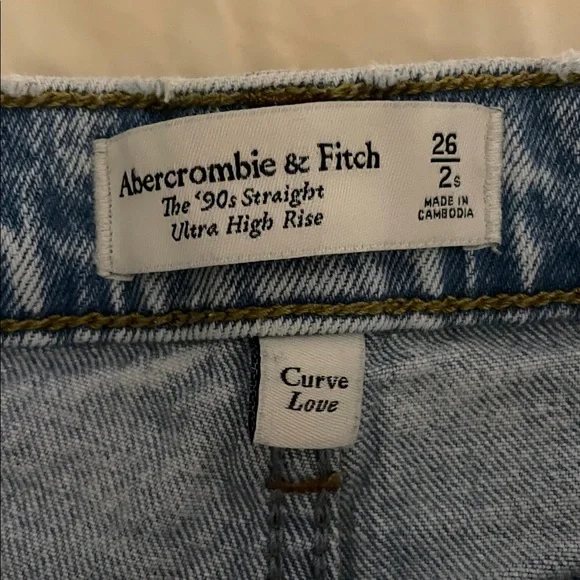 Abercrombie & Fitch
The ‘90s Straight
Ultra High Rise
26
2s
MADE IN
CAMBODIA
Curve
Love